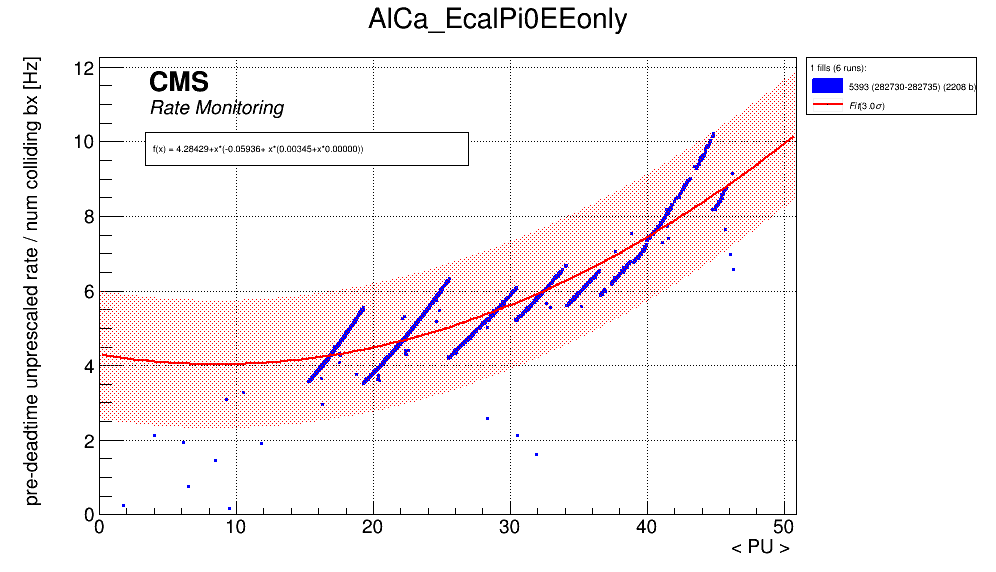 AlCa_EcalPi0EEonly
pre-deadtime unprescaled rate / num colliding bx [Hz]
12
10
8
6
4
2
0
CMS
Rate Monitoring
f(x) = 4.28429+x*(-0.05936+ x*(0.00345+x*0.00000))
1 fills (6 runs):
5393 (282730-282735) (2208 b)
Fit(3.0σ)
0 10 20 30 40 50
< PU >